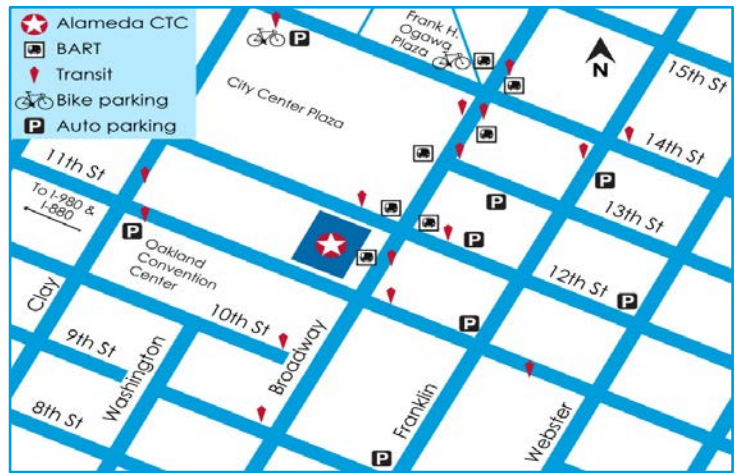 Alameda CTC
BART
Transit
Bike parking
P Auto parking
P
Frank H.
Ogawa
Plaza
N
15th St
City Center Plaza
14th St
11th St
P
To I-980 &
I-880
13th St
P
P
P
Oakland
Convention
Center
12th St
P
Clay
10th St
P
9th St
Washington
Broadway
Franklin
Webster
8th St
P